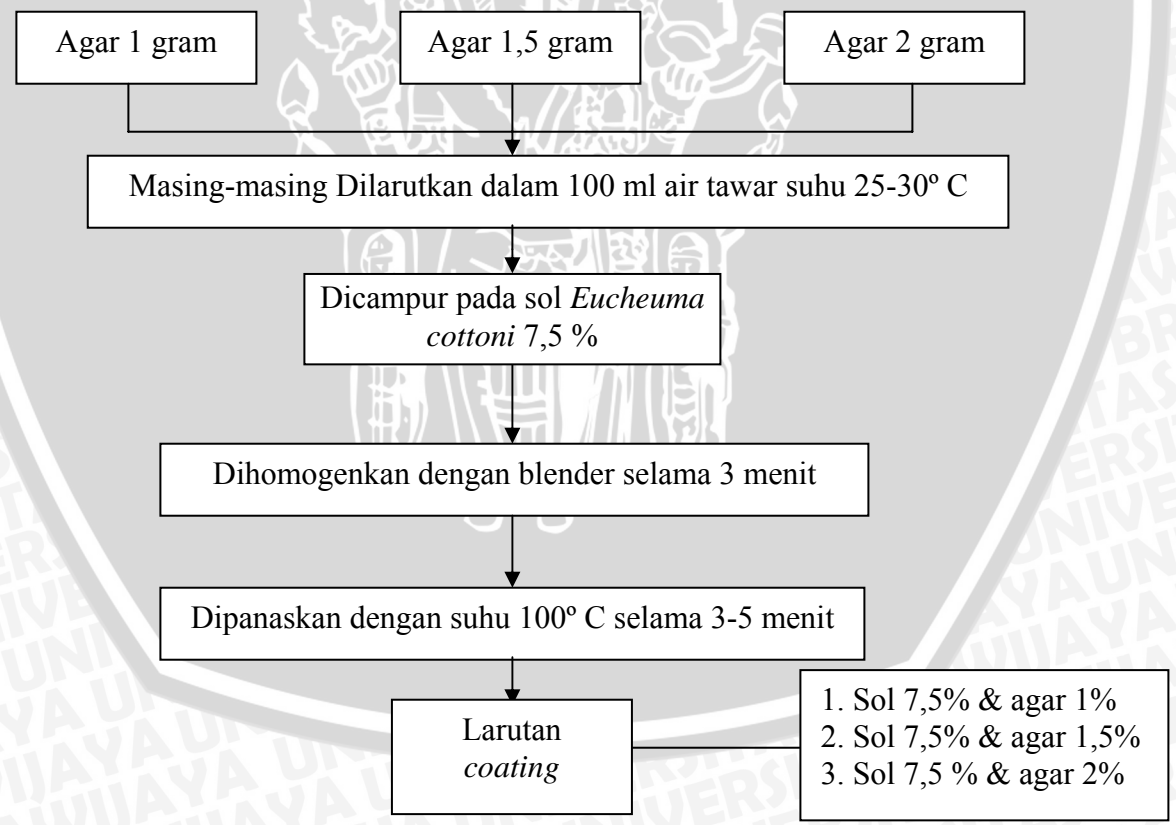 Agar 1 gram
Agar 1,5 gram
Agar 2 gram
Masing-masing Dilarutkan dalam 100 ml air tawar suhu 25-30º C
Dicampur pada sol Eucheuma
cottoni 7,5 %
Dihomogenkan dengan blender selama 3 menit
Dipanaskan dengan suhu 100º C selama 3-5 menit
Larutan
coating
1. Sol 7,5% & agar 1%
2. Sol 7,5% & agar 1,5%
3. Sol 7,5 % & agar 2%